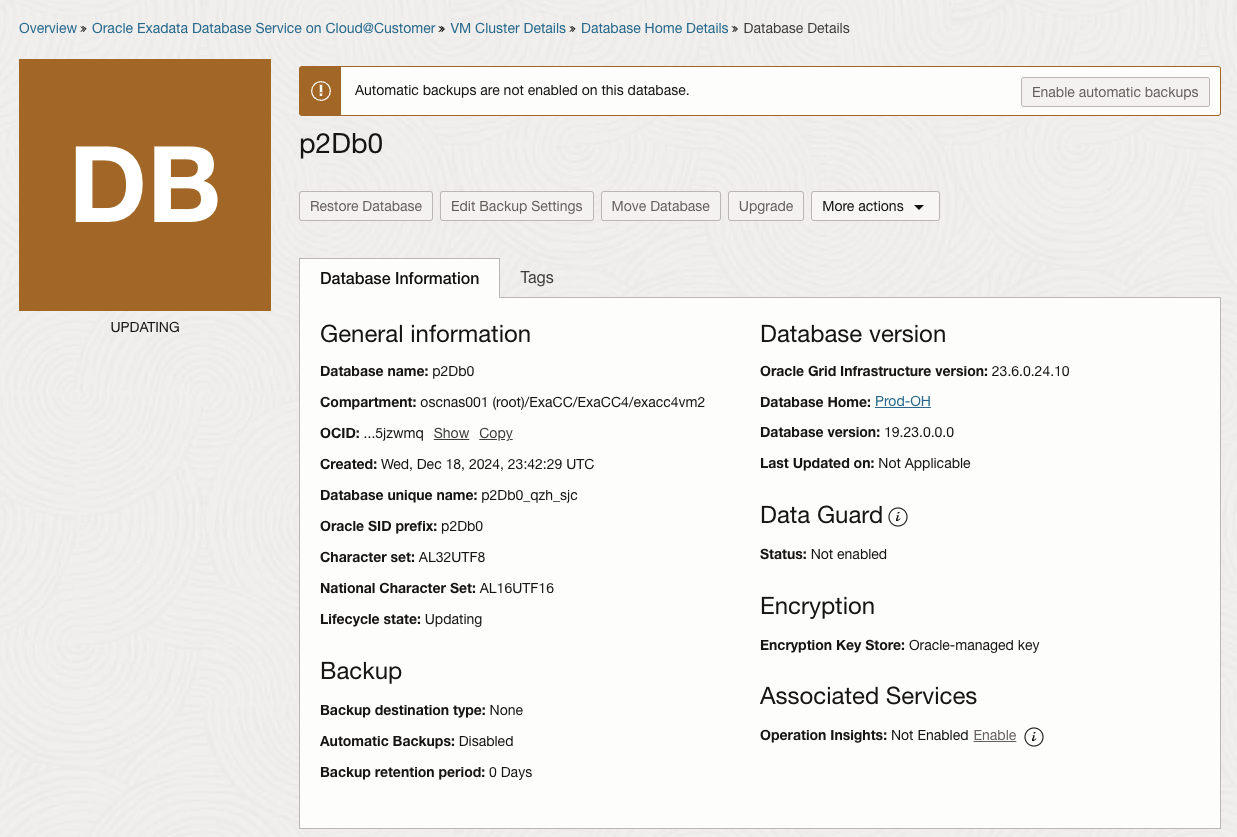 Overview » Oracle Exadata Database Service on Cloud@Customer » VM Cluster Details » Database Home Details » Database Details
DB
UPDATING
Automatic backups are not enabled on this database.
Enable automatic backups
p2Db0
Restore Database
Edit Backup Settings
Move Database
Upgrade
More actions
Database Information
Tags
General information
Database name: p2Db0
Compartment: oscnas001 (root)/ExaCC/ExaCC4/exacc4vm2
OCID: ...5jzwmq Show Copy
Created: Wed, Dec 18, 2024, 23:42:29 UTC
Database unique name: p2Db0_qzh_sjc
Oracle SID prefix: p2Db0
Character set: AL32UTF8
National Character Set: AL16UTF16
Lifecycle state: Updating
Backup
Backup destination type: None
Automatic Backups: Disabled
Backup retention period: 0 Days
Database version
Oracle Grid Infrastructure version: 23.6.0.24.10
Database Home: Prod-OH
Database version: 19.23.0.0.0
Last Updated on: Not Applicable
Data Guard
Status: Not enabled
Encryption
Encryption Key Store: Oracle-managed key
Associated Services
Operation Insights: Not Enabled Enable